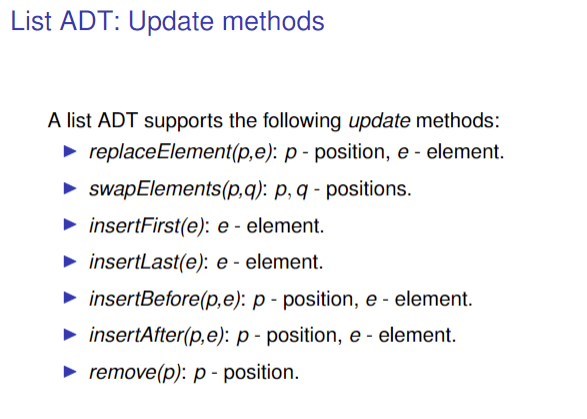 List ADT: Update methods
A list ADT supports the following update methods:
▶ replaceElement(p,e): p - position, e - element.
▶ swapElements(p,q): p, q - positions.
▶ insertFirst(e): e - element.
▶ insertLast(e): e - element.
▶ insertBefore(p,e): p - position, e - element.
▶ insertAfter(p,e): p - position, e - element.
▶ remove(p): p - position.